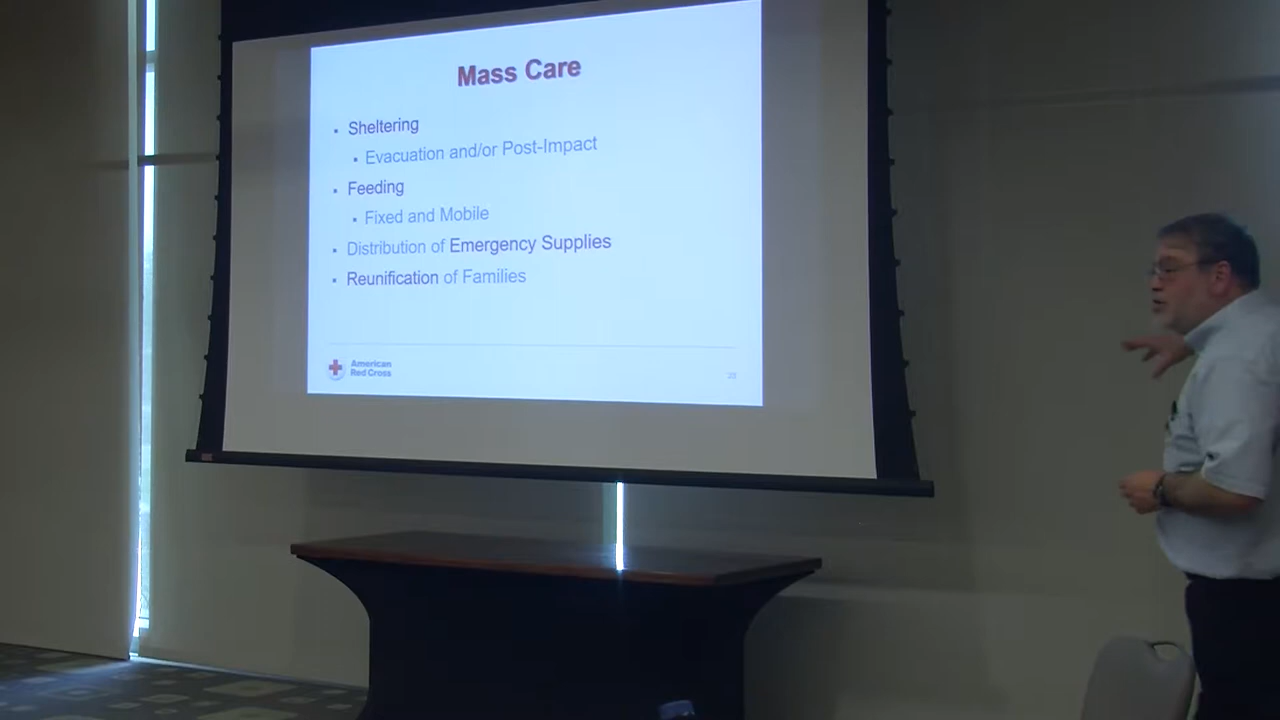 Mass Care
▪ Sheltering
▪ Evacuation and/or Post-Impact
▪ Feeding
▪ Fixed and Mobile
▪ Distribution of Emergency Supplies
▪ Reunification of Families
American
Red Cross